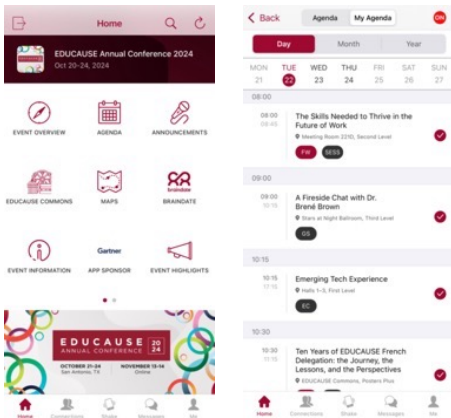 Home
EDUCAUSE Annual Conference 2024
Oct 20-24, 2024
EVENT OVERVIEW
AGENDA
ANNOUNCEMENTS
EDUCAUSE COMMONS
MAPS
braindate
BRAINDATE
EVENT INFORMATION
Gartner
APP SPONSOR
EVENT HIGHLIGHTS
EDUCAUSE
ANNUAL CONFERENCE
20
24
OCTOBER 21-24
San Antonio, TX
NOVEMBER 13-14
Online
Home
Connections
Shake
Messages
Me
Back
Agenda
My Agenda
ON
Day
Month
Year
MON TUE WED THU FRI SAT SUN
21 22 23 24 25 26 27
08:00
08:00
08:45
The Skills Needed to Thrive in the
Future of Work
Meeting Room 221D, Second Level
FW
SESS
09:00
09:00
10:15
A Fireside Chat with Dr.
Brené Brown
Stars at Night Ballroom, Third Level
GS
10:15
10:15
17:15
Emerging Tech Experience
Halls 1-3, First Level
EC
10:30
10:30
11:15
Ten Years of EDUCAUSE French
Delegation: the Journey, the
Lessons, and the Perspectives
EDUCAUSE Commons, Posters Plus
Home
Connections
Shake
Messages
Me